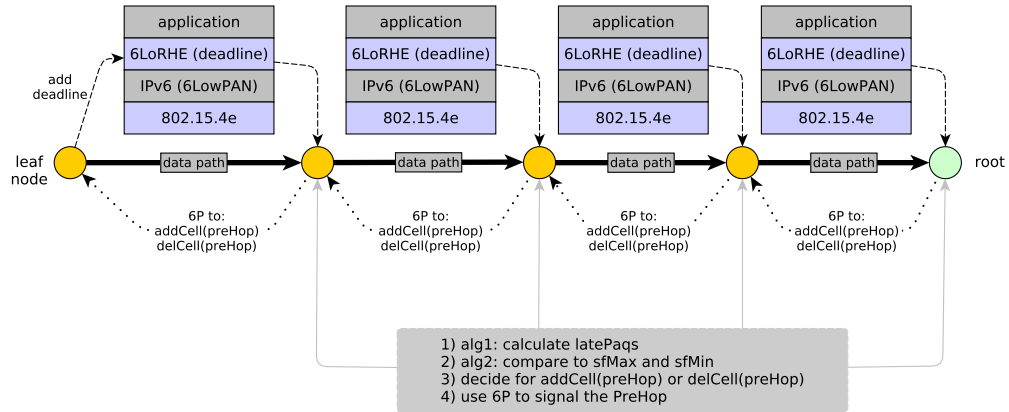 application
6LoRHE (deadline)
IPv6 (6LowPAN)
802.15.4e
application
6LoRHE (deadline)
IPv6 (6LowPAN)
802.15.4e
application
6LoRHE (deadline)
IPv6 (6LowPAN)
802.15.4e
application
6LoRHE (deadline)
IPv6 (6LowPAN)
802.15.4e
add
deadline
leaf
node
data path
data path
data path
data path
root
6P to:
addCell(preHop)
delCell(preHop)
6P to:
addCell(preHop)
delCell(preHop)
6P to:
addCell(preHop)
delCell(preHop)
6P to:
addCell(preHop)
delCell(preHop)
1) alg1: calculate latePaqs
2) alg2: compare to sfMax and sfMin
3) decide for addCell(preHop) or delCell(preHop)
4) use 6P to signal the PreHop